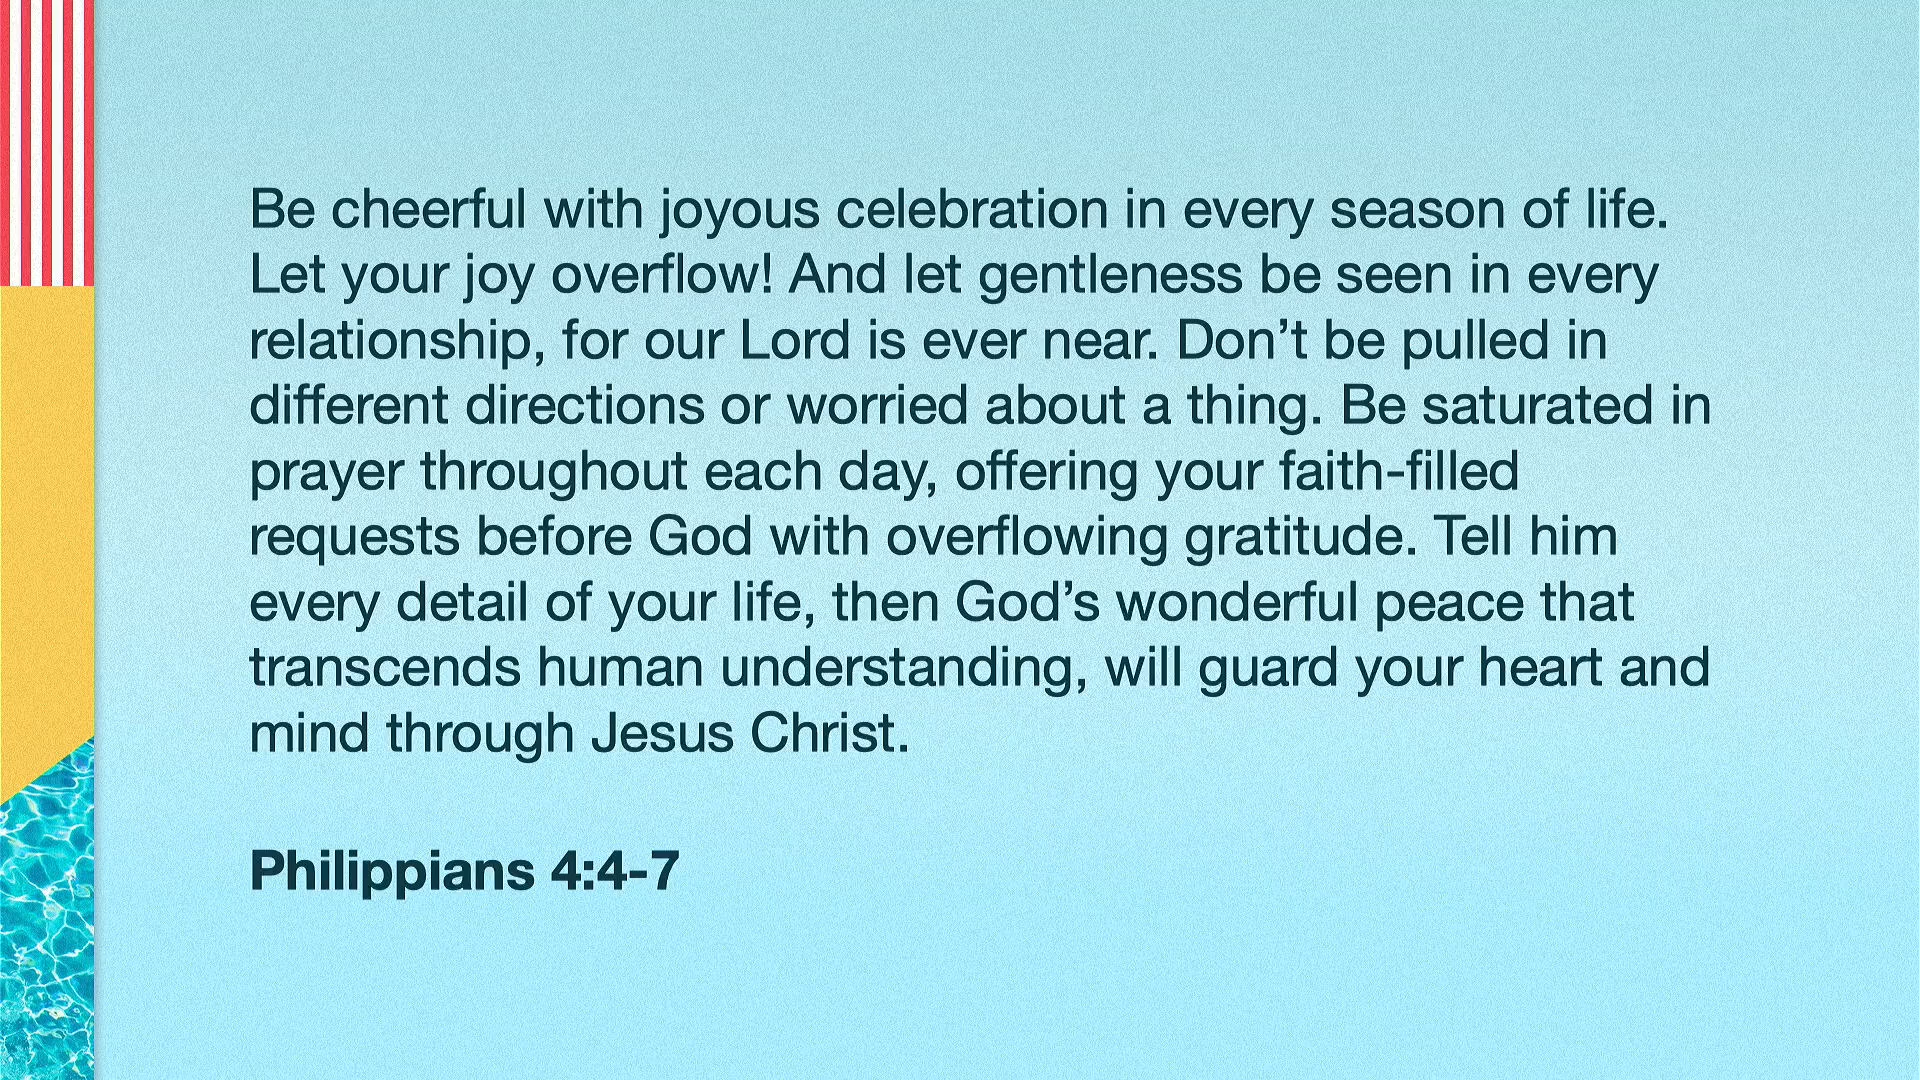 Be cheerful with joyous celebration in every season of life.
Let your joy overflow! And let gentleness be seen in every
relationship, for our Lord is ever near. Don’t be pulled in
different directions or worried about a thing. Be saturated in
prayer throughout each day, offering your faith-filled
requests before God with overflowing gratitude. Tell him
every detail of your life, then God’s wonderful peace that
transcends human understanding, will guard your heart and
mind through Jesus Christ.
Philippians 4:4-7